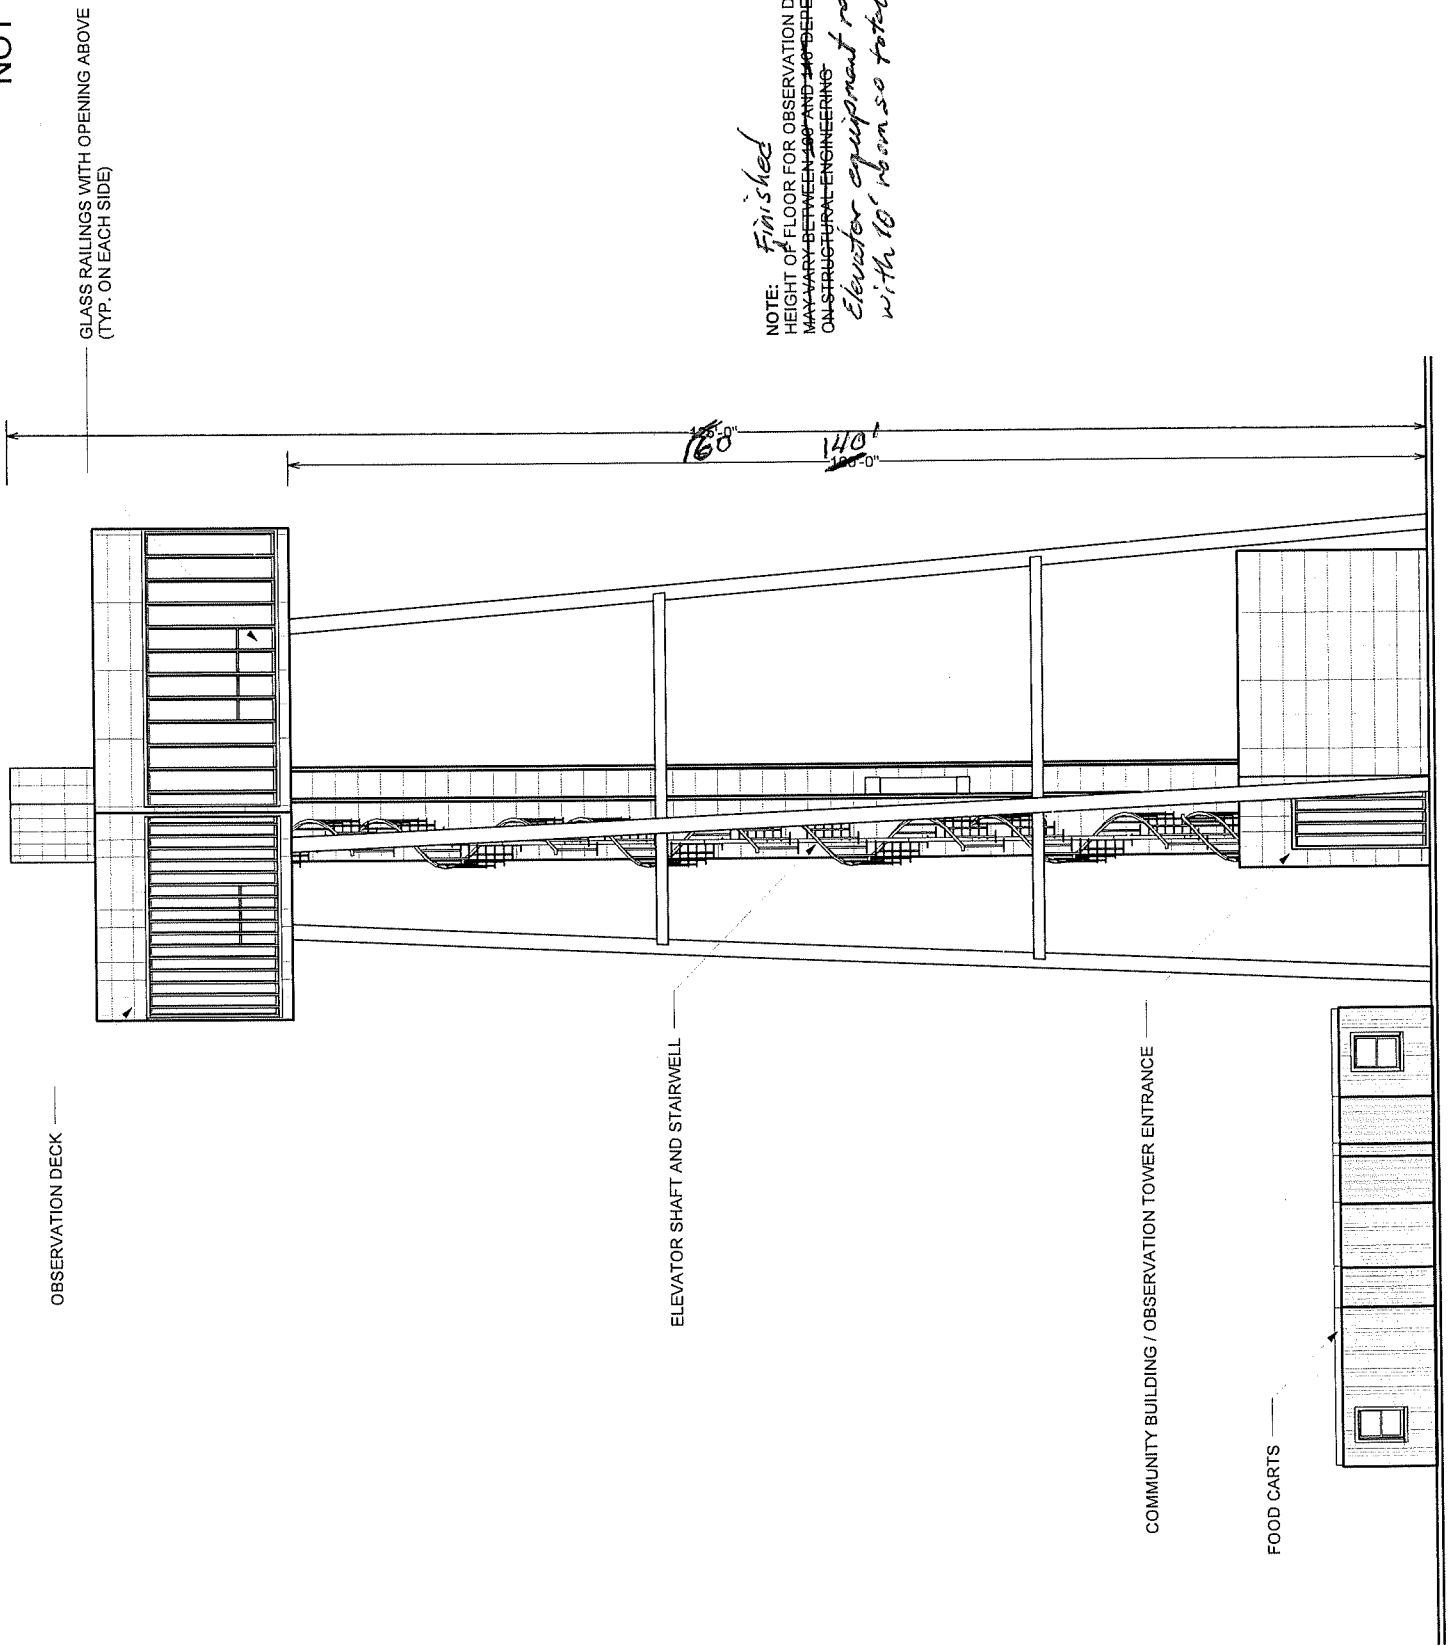 NOT
GLASS RAILINGS WITH OPENING ABOVE
(TYP. ON EACH SIDE)
NOTE:
Finished
HEIGHT OF FLOOR FOR OBSERVATION D
MAY VARY BETWEEN 100' AND 140' DEPE
ON STRUCTURAL ENGINEERING
Elevator equipment ro
with 10' room so total
160
140'
OBSERVATION DECK
ELEVATOR SHAFT AND STAIRWELL
COMMUNITY BUILDING / OBSERVATION TOWER ENTRANCE
FOOD CARTS